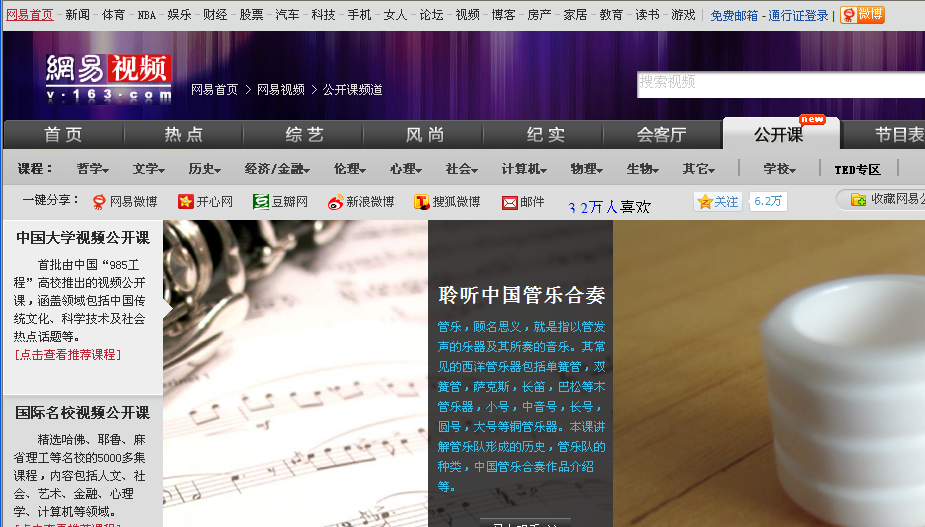 网易首页 - 新闻 - 体育 - NBA - 娱乐 - 财经 - 股票 - 汽车 - 科技 - 手机 - 女人 - 论坛 - 视频 - 博客 - 房产 - 家居 - 教育 - 读书 - 游戏 | 免费邮箱 - 通行证登录 | 微博
網易视频
v·163.com
网易首页 > 网易视频 > 公开课频道
搜索视频
首页 热点 综艺 风尚 纪实 会客厅 公开课 new 节目表
课程： 哲学 文学 历史 经济/金融 伦理 心理 社会 计算机 物理 生物 其它 | 学校 | TED专区 |
一键分享： 网易微博 开心网 豆瓣网 新浪微博 搜狐微博 邮件 3.2万人喜欢 关注 6.2万 收藏网易公
中国大学视频公开课
首批由中国“985工
程”高校推出的视频公开
课，涵盖领域包括中国传
统文化、科学技术及社会
热点话题等。
[点击查看推荐课程]
国际名校视频公开课
精选哈佛、耶鲁、麻
省理工等名校的5000多集
课程，内容包括人文、社
会、艺术、金融、心理
学、计算机等领域。
聆听中国管乐合奏
管乐，顾名思义，就是指以管发
声的乐器及其所奏的音乐。其常
见的西洋管乐器包括单簧管，双
簧管，萨克斯，长笛，巴松等木
管乐器，小号，中音号，长号，
圆号，大号等铜管乐器。本课讲
解管乐队形成的历史，管乐队的
种类，中国管乐合奏作品介绍
等。